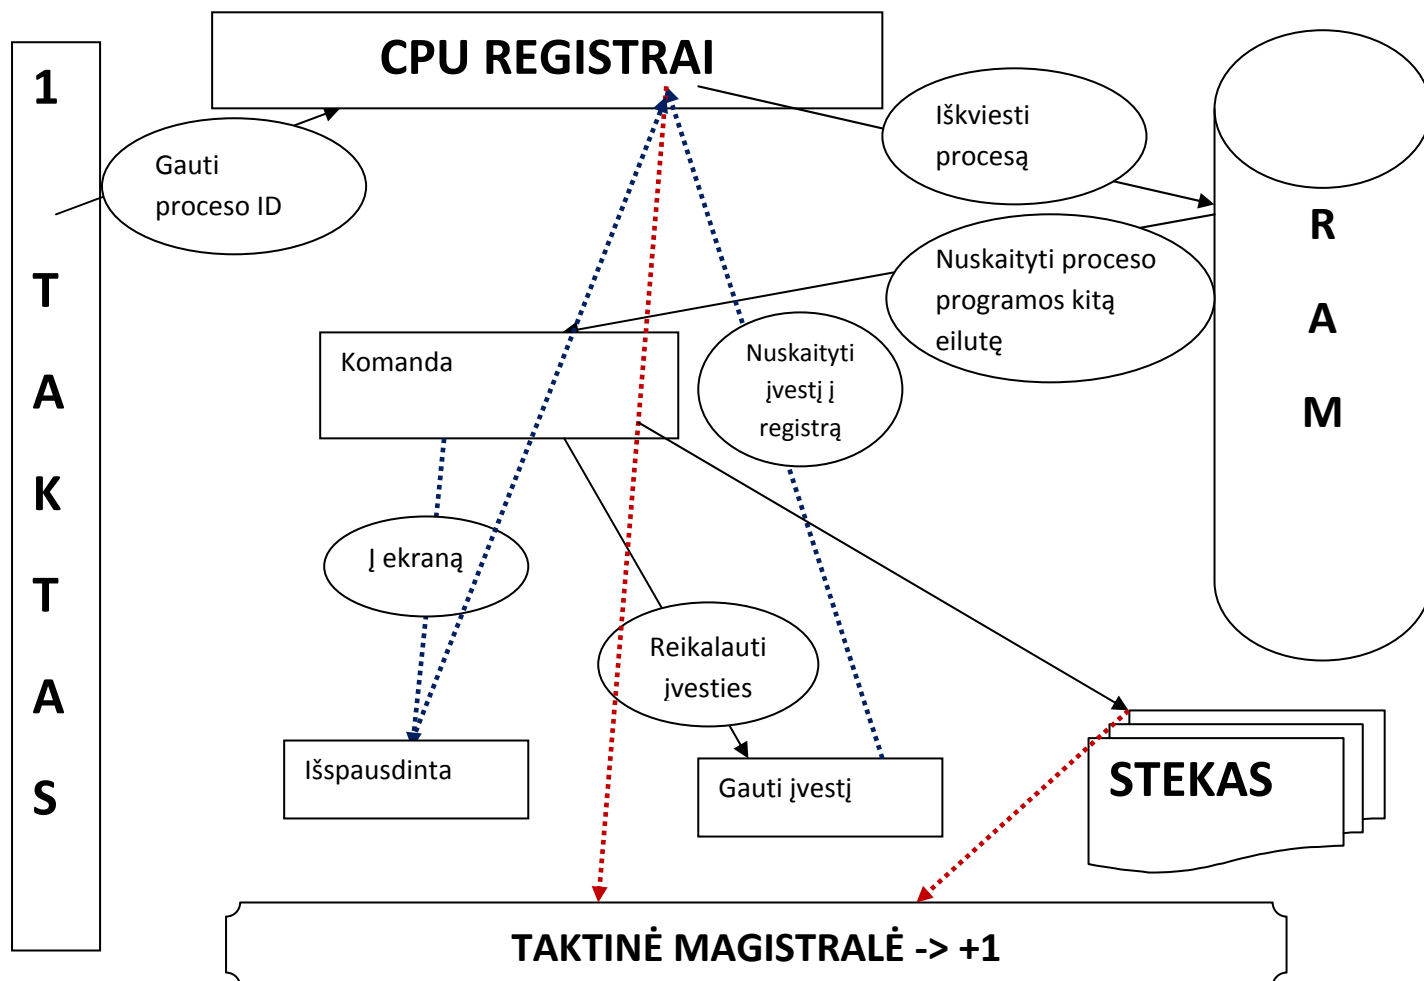 1
T
A
K
T
A
S
CPU REGISTRAI
Gauti
proceso ID
Iškviesti
procesą
R
A
M
Nuskaityti proceso
programos kitą
eilutę
Komanda
Nuskaityti
įvestį į
registrą
Į ekraną
Reikalauti
įvesties
Išspausdinta
Gauti įvestį
STEKAS
TAKTINĖ MAGISTRALĖ -> +1